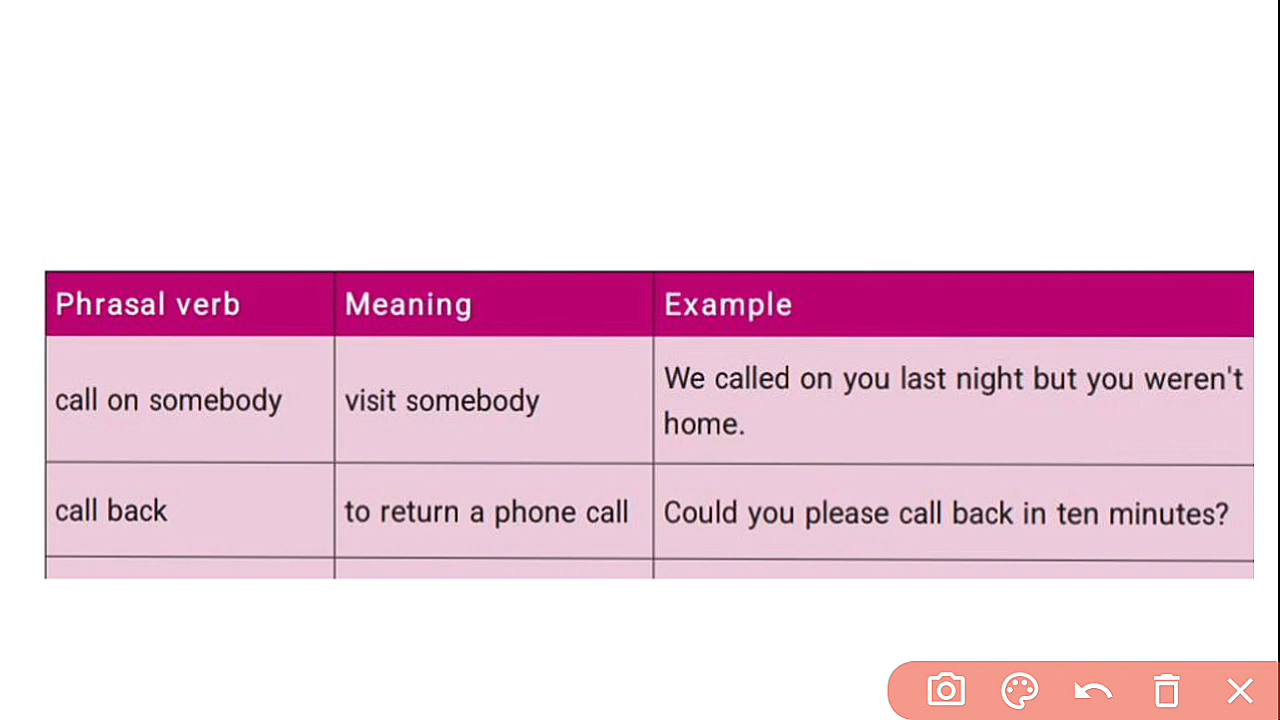 Phrasal verb Meaning Example
call on somebody visit somebody We called on you last night but you weren't
home.
call back to return a phone call Could you please call back in ten minutes?